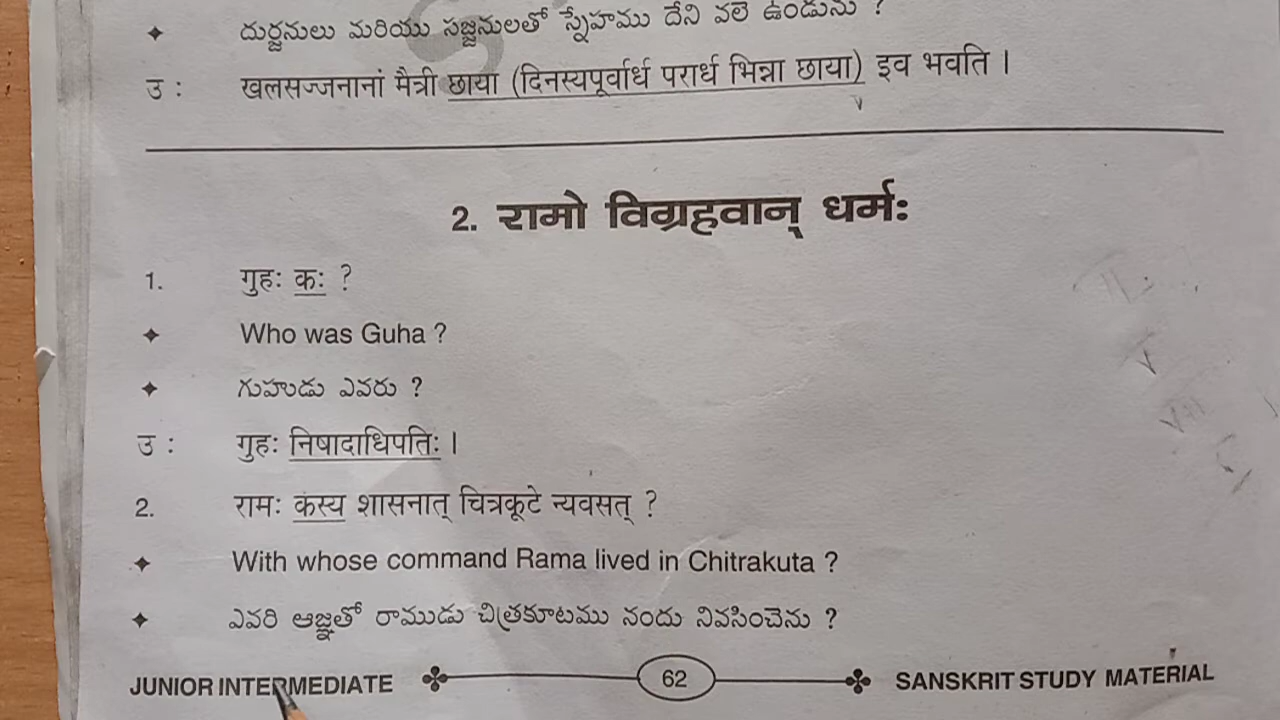 ✦ దుర్జనులు మరియు సజ్జనులతో స్నేహము దేని వలె ఉండును ?
उ : खलसज्जनानां मैत्री छाया (दिनस्यपूर्वार्ध परार्ध भिन्ना छाया) इव भवति ।
2. रामो विग्रहवान् धर्मः
1. गुहः कः ?
✦ Who was Guha ?
✦ గుహుడు ఎవరు ?
उ : गुहः निषादाधिपतिः ।
2. रामः कस्य शासनात् चित्रकूटे न्यवसत् ?
✦ With whose command Rama lived in Chitrakuta ?
✦ ఎవరి ఆజ్ఞతో రాముడు చిత్రకూటము నందు నివసించెను ?
JUNIOR INTERMEDIATE 62 SANSKRIT STUDY MATERIAL